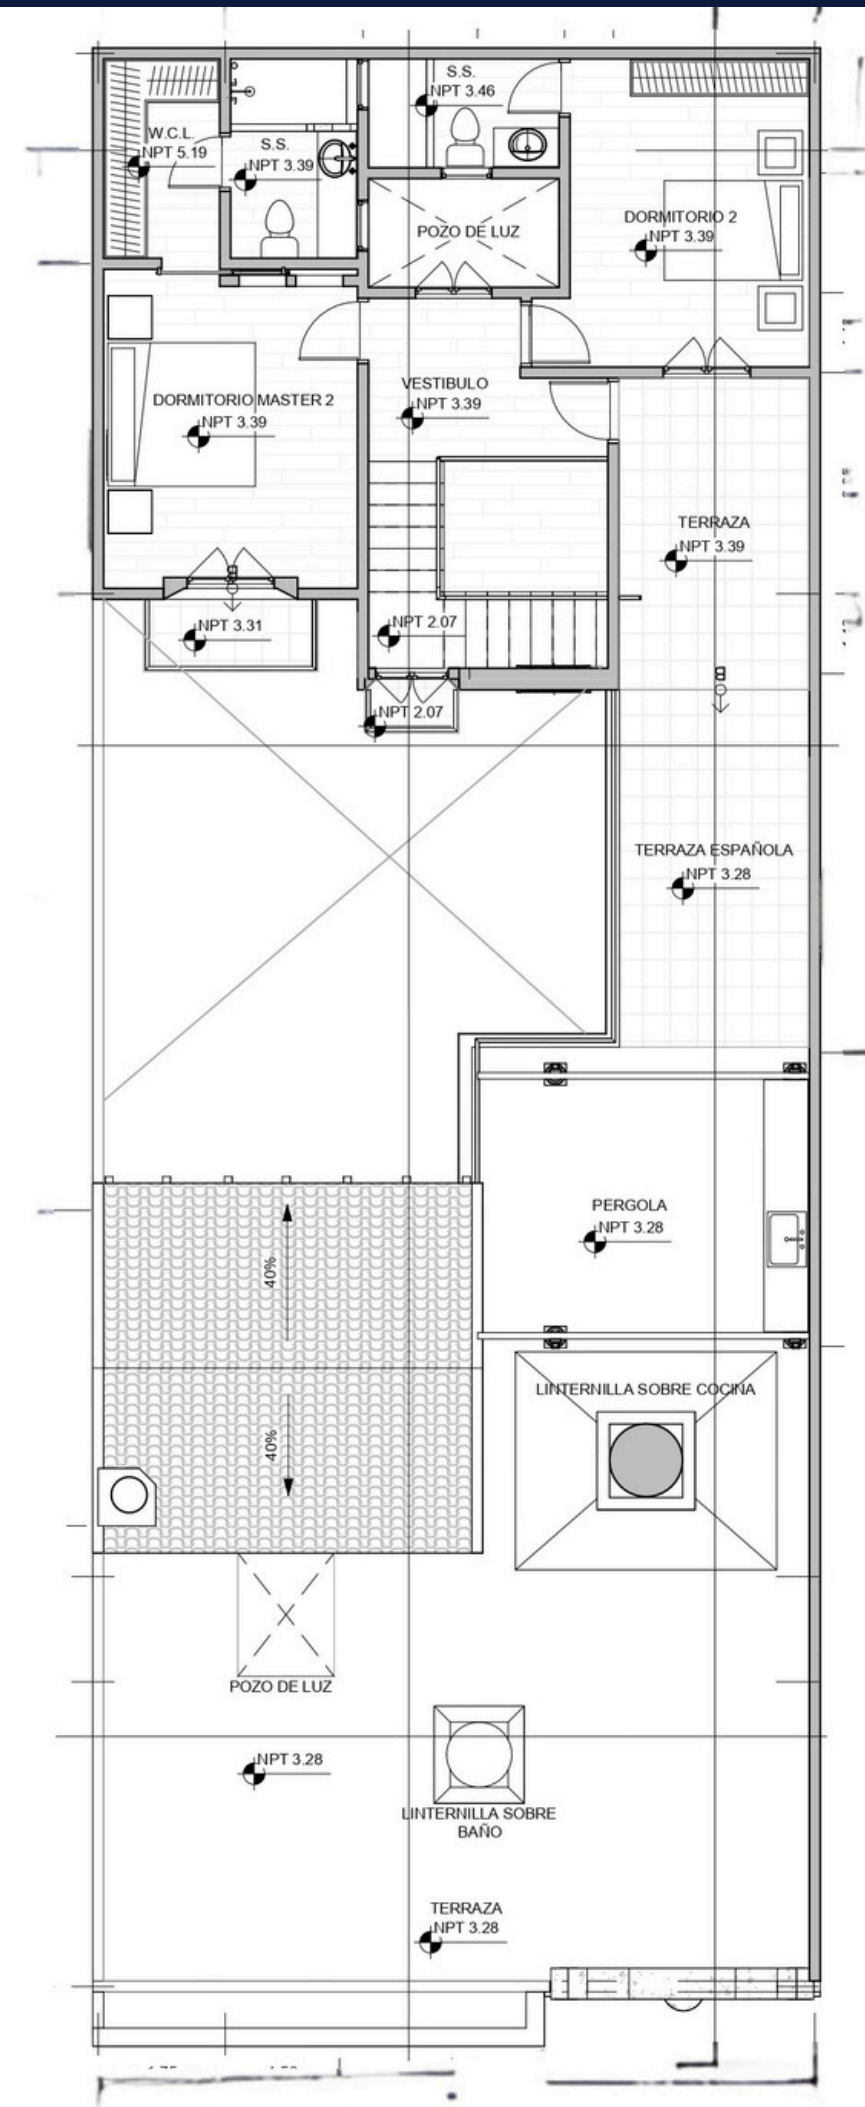 S.S.
NPT 3.46
W.C.L.
NPT 5.19
S.S.
NPT 3.39
POZO DE LUZ
DORMITORIO 2
NPT 3.39
VESTIBULO
NPT 3.39
DORMITORIO MASTER 2
NPT 3.39
TERRAZA
NPT 3.39
NPT 3.31
NPT 2.07
NPT 2.07
TERRAZA ESPAÑOLA
NPT 3.28
PERGOLA
NPT 3.28
40%
LINTERNILLA SOBRE COCINA
40%
POZO DE LUZ
NPT 3.28
LINTERNILLA SOBRE
BAÑO
TERRAZA
NPT 3.28